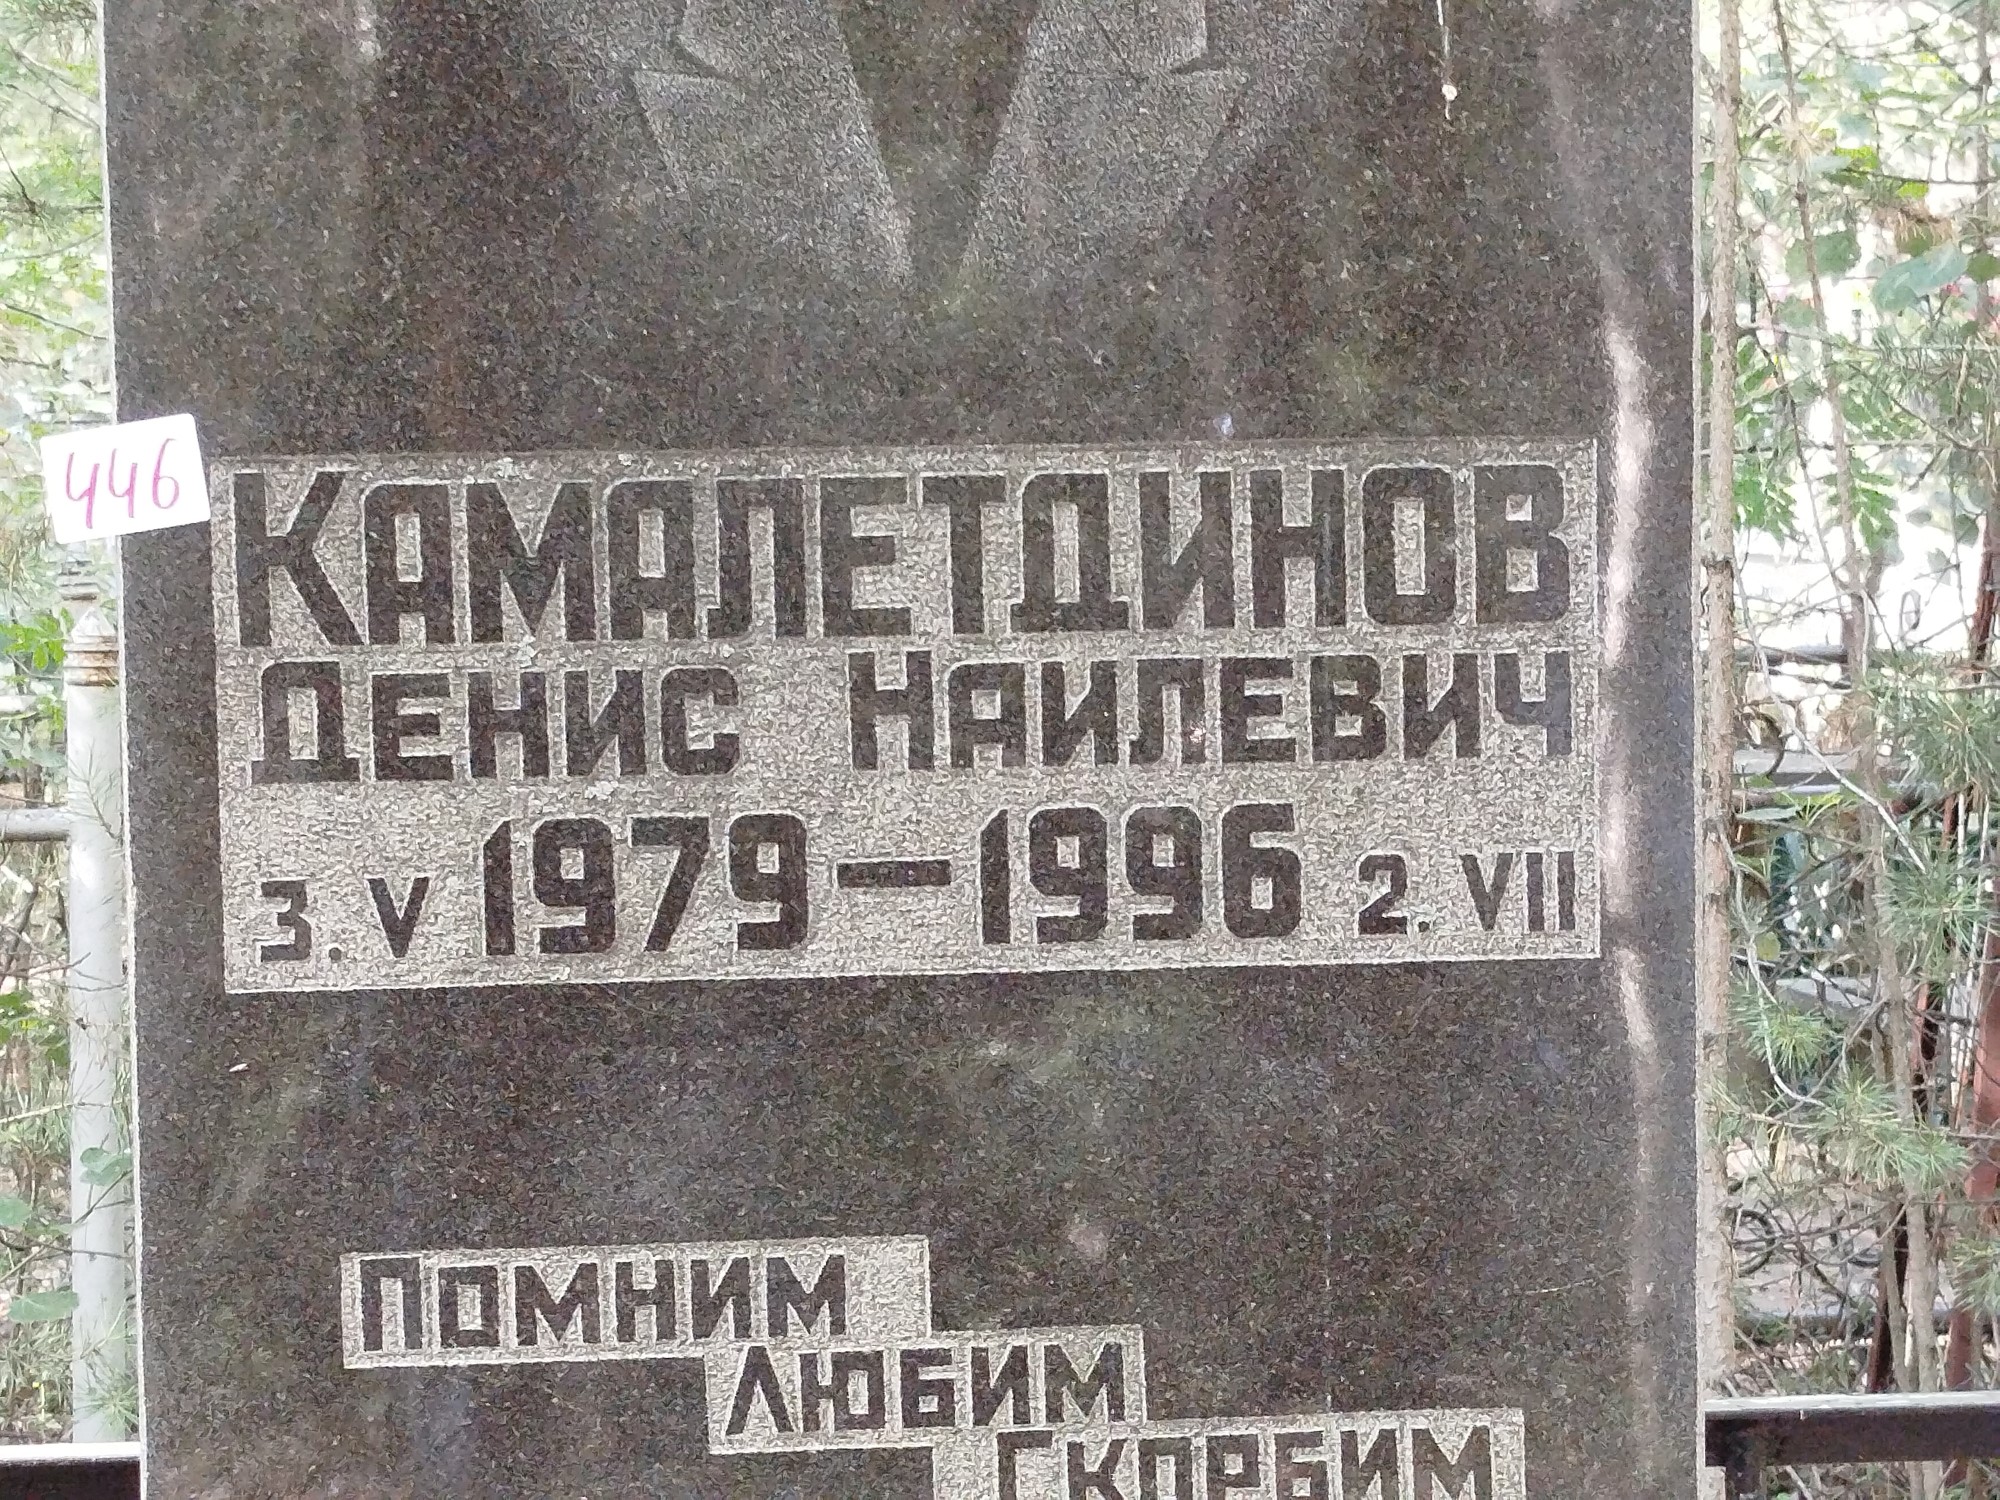 446
КАМАЛЕТДИНОВ
ДЕНИС НАИЛЕВИЧ
3. V 1979 — 1996 2. VII
ПОМНИМ
ЛЮБИМ
СКОРБИМ